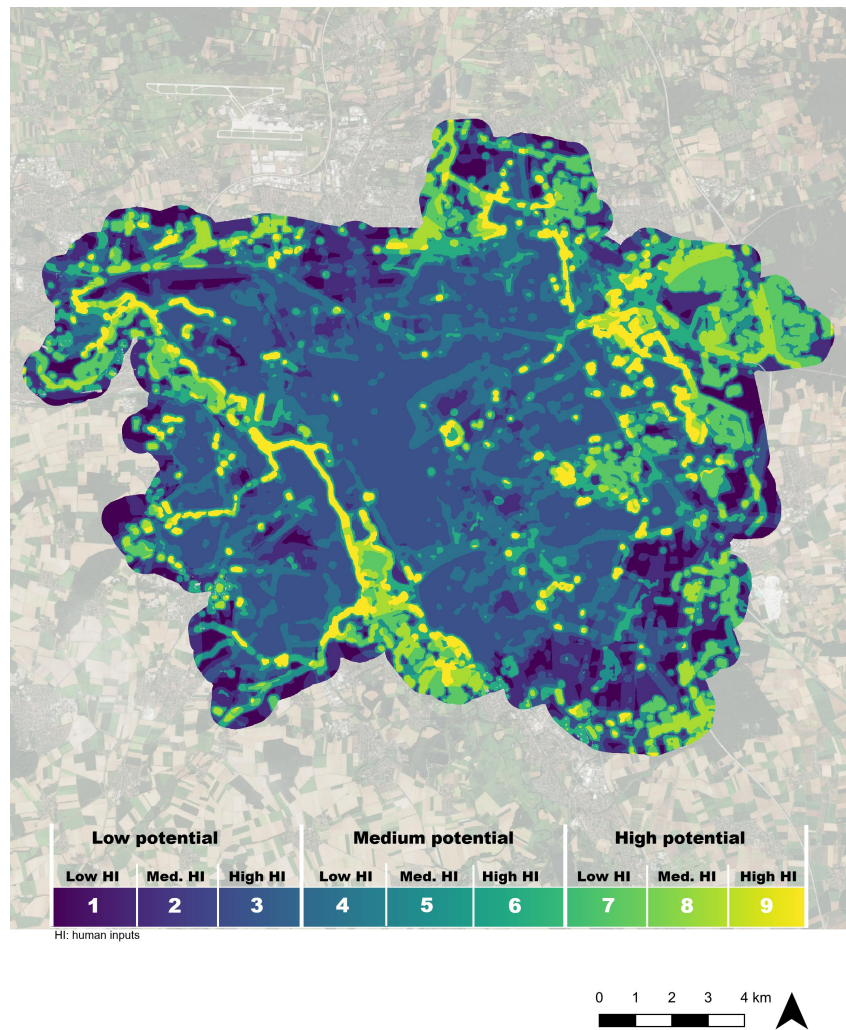 Low potential Medium potential High potential
Low HI Med. HI High HI Low HI Med. HI High HI Low HI Med. HI High HI
1 2 3 4 5 6 7 8 9
HI: human inputs
0 1 2 3 4 km